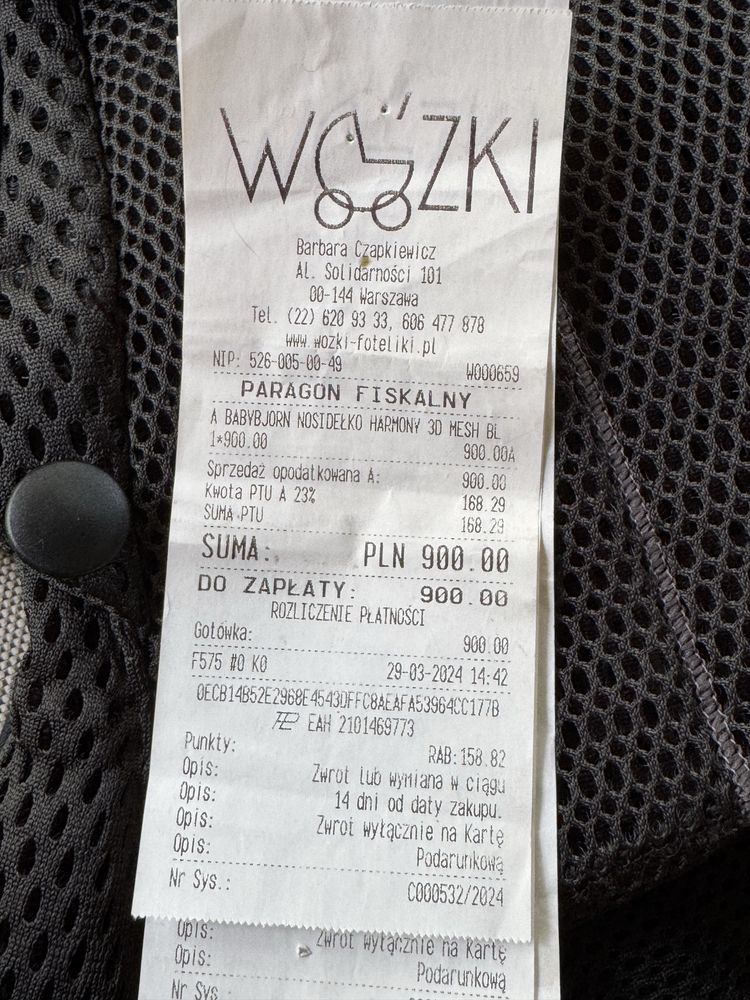 WÓZKI
Barbara Czapkiewicz
Al. Solidarności 101
00-144 Warszawa
Tel. (22) 620 93 33, 606 477 878
www.wozki-foteliki.pl
NIP: 526-005-00-49 W000659
PARAGON FISKALNY
A BABYBJORN NOSIDEŁKO HARMONY 3D MESH BL
1*900.00 900.00A
Sprzedaż opodatkowana A: 900.00
Kwota PTU A 23% 168.29
SUMA PTU 168.29
SUMA: PLN 900.00
DO ZAPŁATY: 900.00
ROZLICZENIE PŁATNOŚCI
Gotówka: 900.00
F575 #0 KO 29-03-2024 14:42
0ECB14B52E2968E4543DFFC8AEAFA53964CC177B
EAH 2101469773
Punkty: RAB:158.82
Opis: Zwrot lub wymiana w ciągu
Opis: 14 dni od daty zakupu.
Opis: Zwrot wyłącznie na Kartę
Opis: Podarunkową
Nr Sys.: C000532/2024
Opis: Zwrot wyłącznie na Kartę
Opis: Podarunkową
Nr Sys